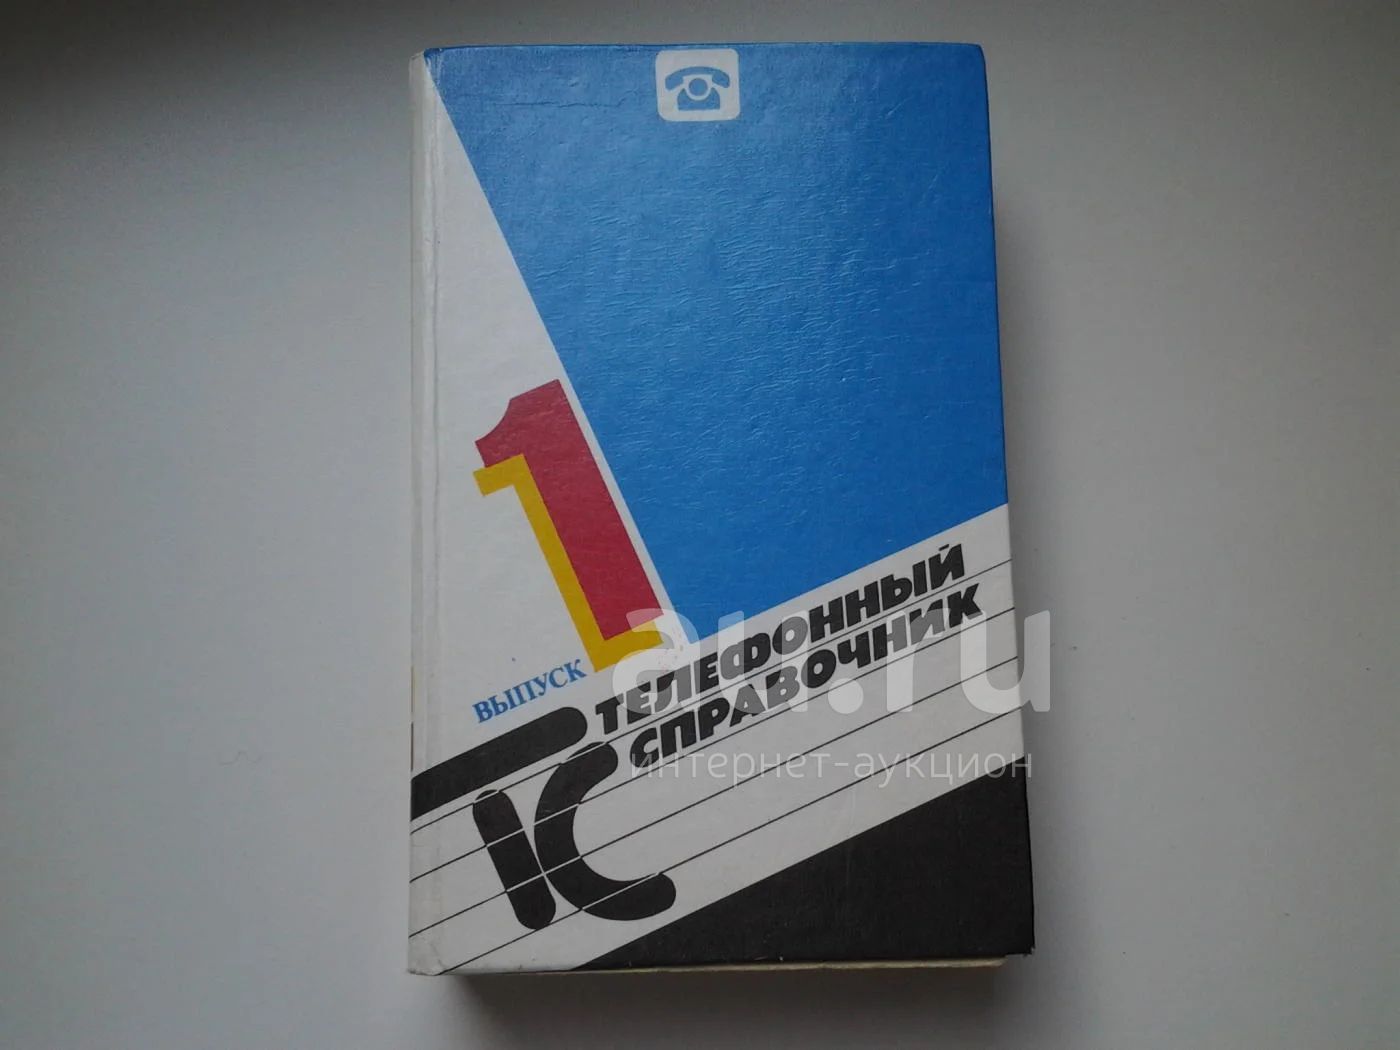 1
ВЫПУСК
ТЕЛЕФОННЫЙ
СПРАВОЧНИК
ТС
au.ru
интернет-аукцион